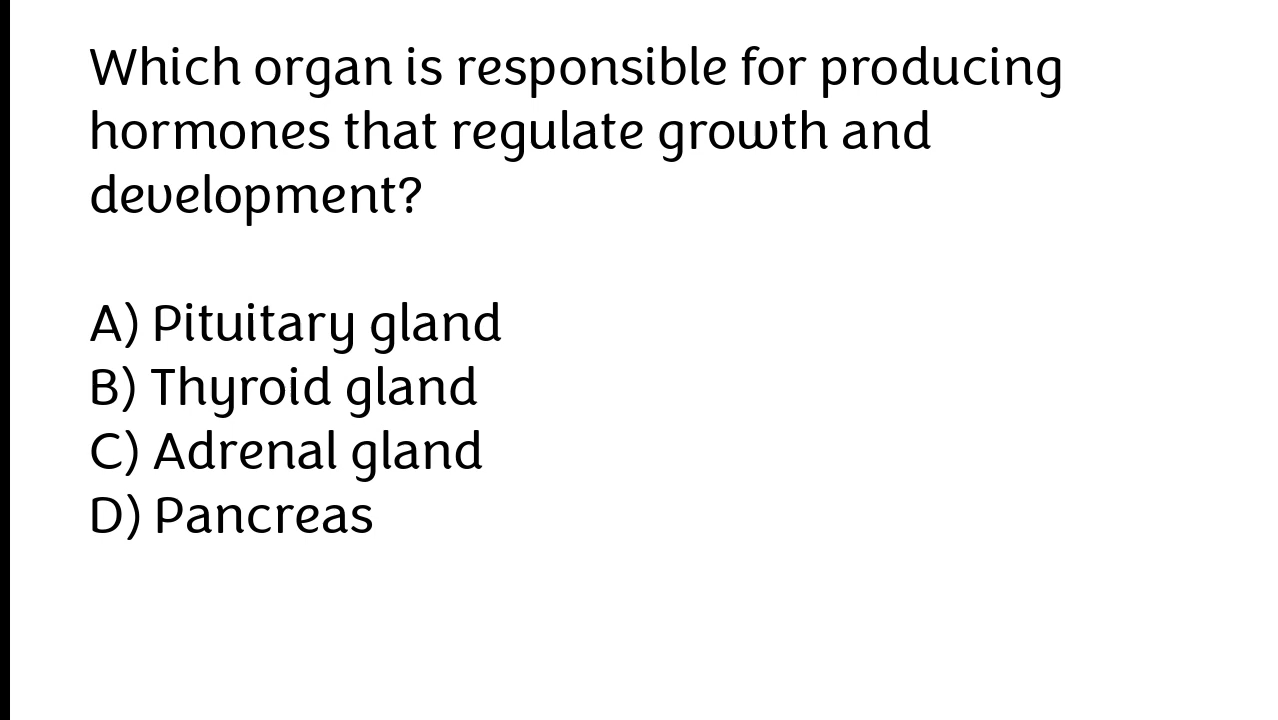 Which organ is responsible for producing
hormones that regulate growth and
development?
A) Pituitary gland
B) Thyroid gland
C) Adrenal gland
D) Pancreas